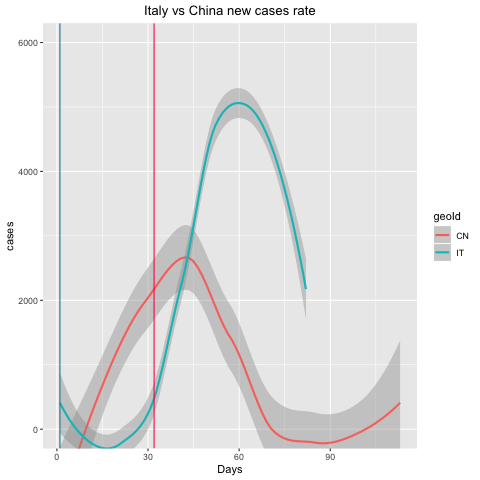 Italy vs China new cases rate
6000
4000
2000
0
cases
0 30 60 90
Days
geoId
CN
IT